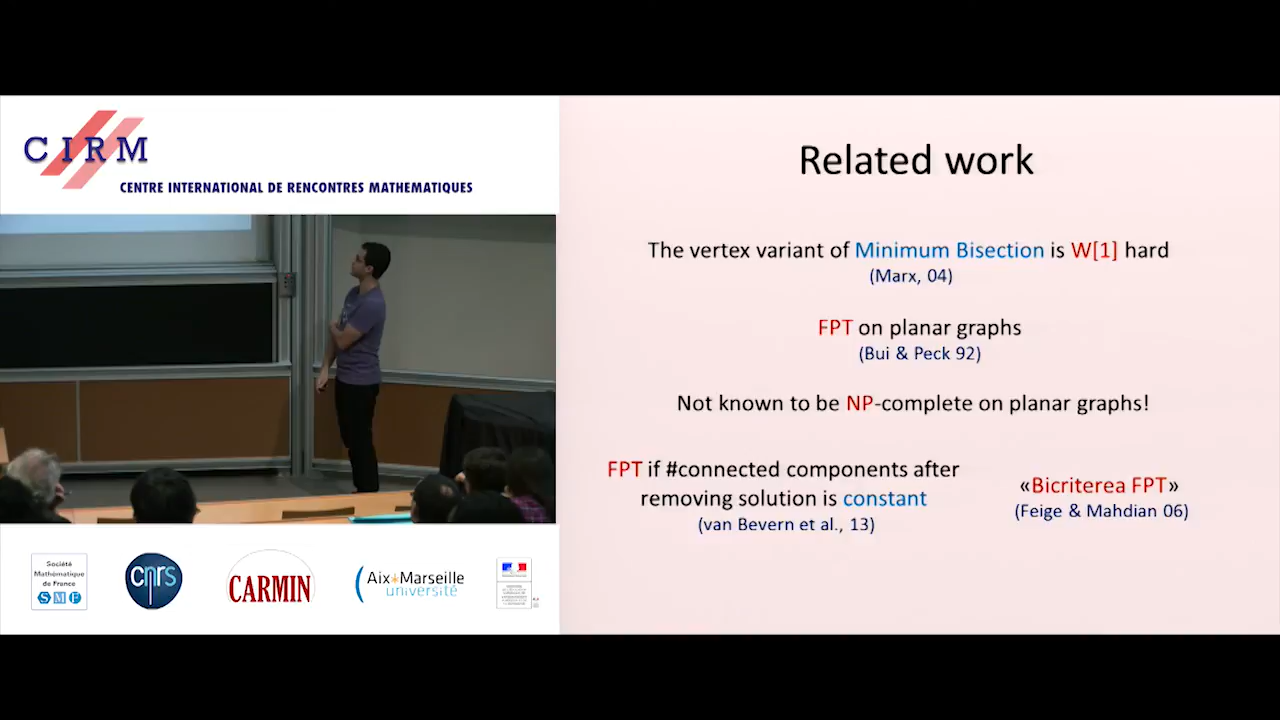 CIRM
CENTRE INTERNATIONAL DE RENCONTRES MATHEMATIQUES
Related work
The vertex variant of Minimum Bisection is W[1] hard
(Marx, 04)
FPT on planar graphs
(Bui & Peck 92)
Not known to be NP-complete on planar graphs!
FPT if #connected components after
removing solution is constant
(van Bevern et al., 13)
«Bicriterea FPT»
(Feige & Mahdian 06)
Société
Mathématique
de France
SMF
cnrs
CARMIN
Aix*Marseille
université